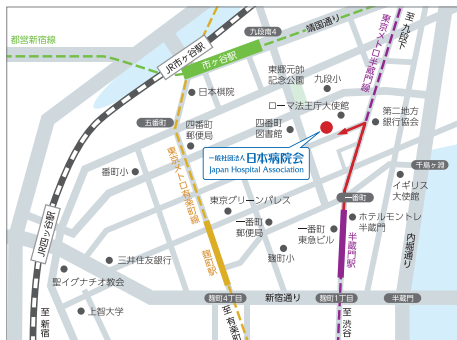 至 九段下
都営新宿線
JR市ヶ谷駅
九段南4
靖国通り
市ヶ谷駅
東京メトロ半蔵門線
東郷元帥
記念公園
九段小
日本棋院
ローマ法王庁大使館
五番町
四番町
郵便局
四番町
図書館
第二地方
銀行協会
一般社団法人 日本病院会
Japan Hospital Association
千鳥ヶ淵
番町小
東京メトロ有楽町線
イギリス
大使館
一番町
東京グリーンパレス
一番町
郵便局
一番町
東急ビル
ホテルモントレ
半蔵門
JR四ッ谷駅
麹町駅
半蔵門駅
内堀通り
三井住友銀行
麹町小
聖イグナチオ教会
麹町4丁目
新宿通り
麹町1丁目
半蔵門
至 新宿
上智大学
至 有楽町
至 渋谷